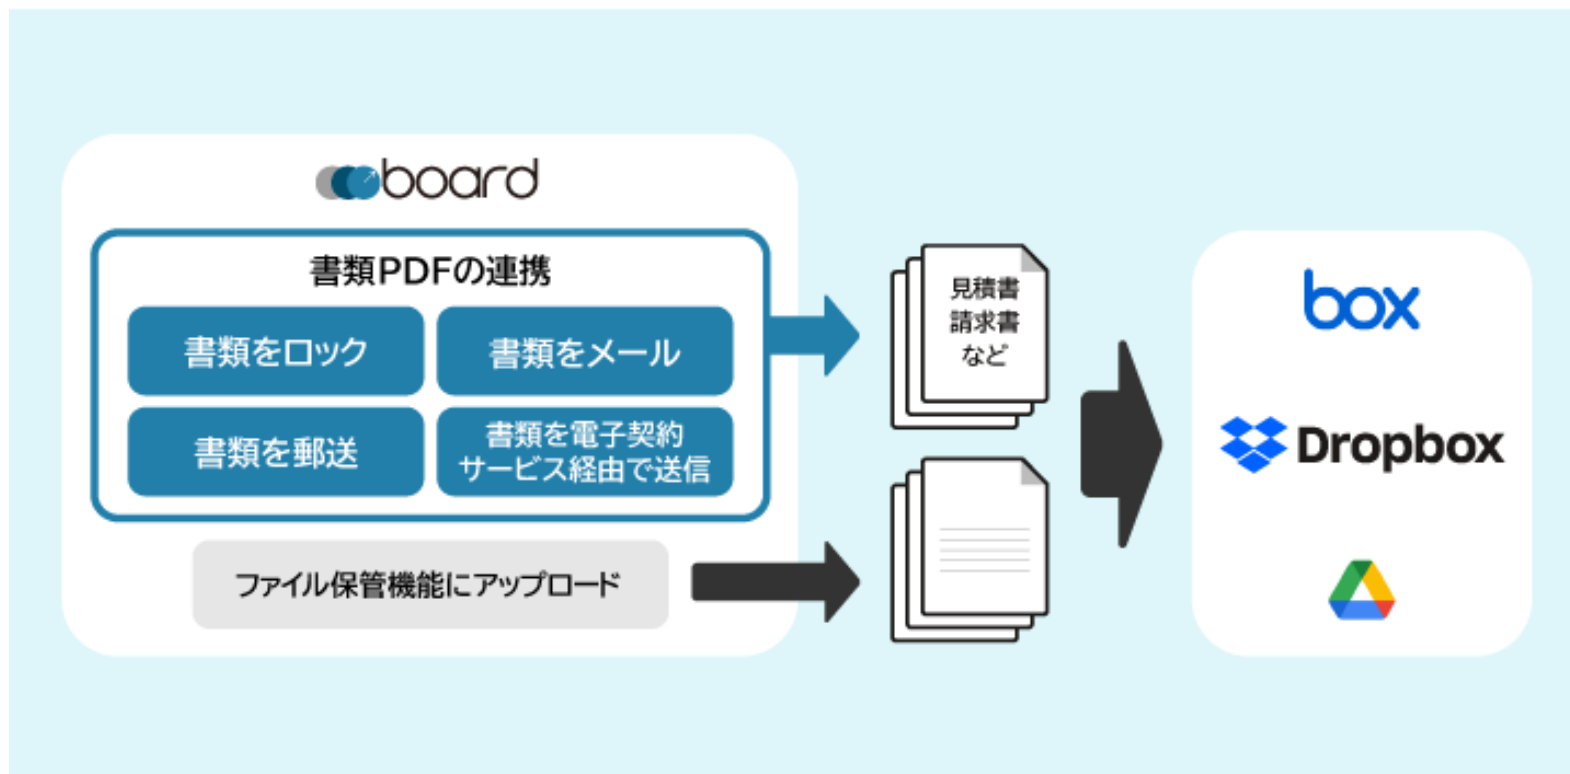 board
書類PDFの連携
書類をロック
書類をメール
書類を郵送
書類を電子契約
サービス経由で送信
ファイル保管機能にアップロード
見積書
請求書
など
box
Dropbox